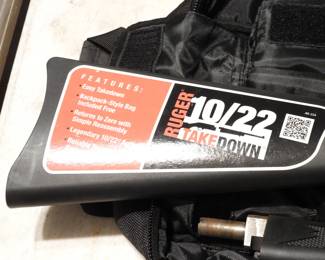 FEATURES:
• Easy Takedown
• Backpack-Style Bag
Included Free
• Returns to Zero with
Simple Reassembly
• Legendary 10/22
• Reliable
RUGER
10/22
TAKEDOWN